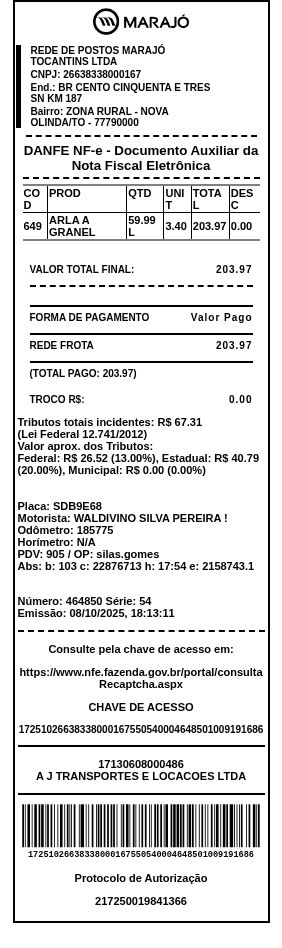 MARAJÓ
REDE DE POSTOS MARAJÓ
TOCANTINS LTDA
CNPJ: 26638338000167
End.: BR CENTO CINQUENTA E TRES
SN KM 187
Bairro: ZONA RURAL - NOVA
OLINDA/TO - 77790000
DANFE NF-e - Documento Auxiliar da
Nota Fiscal Eletrônica
CO PROD QTD UNI TOTA DES
D T L C
649 ARLA A 59.99 3.40 203.97 0.00
GRANEL L
VALOR TOTAL FINAL: 203.97
FORMA DE PAGAMENTO Valor Pago
REDE FROTA 203.97
(TOTAL PAGO: 203.97)
TROCO R$: 0.00
Tributos totais incidentes: R$ 67.31
(Lei Federal 12.741/2012)
Valor aprox. dos Tributos:
Federal: R$ 26.52 (13.00%), Estadual: R$ 40.79
(20.00%), Municipal: R$ 0.00 (0.00%)
Placa: SDB9E68
Motorista: WALDIVINO SILVA PEREIRA !
Odômetro: 185775
Horímetro: N/A
PDV: 905 / OP: silas.gomes
Abs: b: 103 c: 22876713 h: 17:54 e: 2158743.1
Número: 464850 Série: 54
Emissão: 08/10/2025, 18:13:11
Consulte pela chave de acesso em:
https://www.nfe.fazenda.gov.br/portal/consulta
Recaptcha.aspx
CHAVE DE ACESSO
17251026638338000167550540004648501009191686
17130608000486
A J TRANSPORTES E LOCACOES LTDA
17251026638338000167550540004648501009191686
Protocolo de Autorização
217250019841366